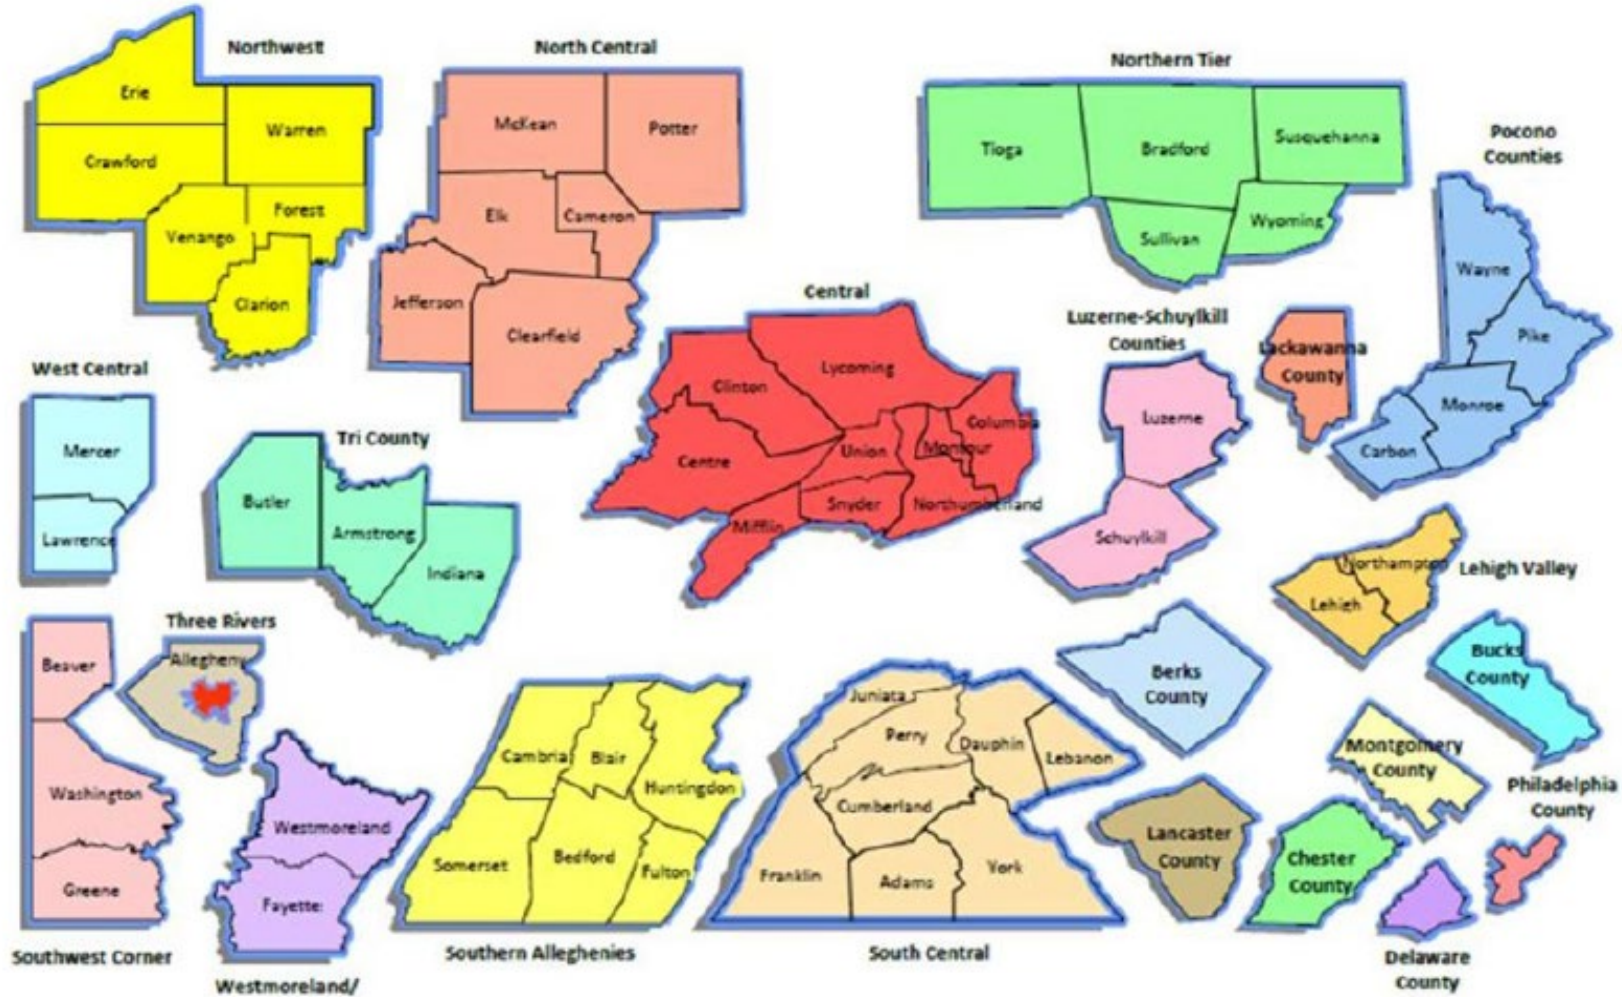 Northwest
Erie
Warren
Crawford
Forest
Venango
Clarion
North Central
McKean
Potter
Elk
Cameron
Jefferson
Clearfield
Northern Tier
Tioga
Bradford
Susquehanna
Sullivan
Wyoming
Pocono
Counties
Wayne
Pike
Monroe
Carbon
West Central
Mercer
Lawrence
Tri County
Butler
Armstrong
Indiana
Central
Lycoming
Clinton
Columbia
Centre
Union
Montour
Snyder
Northumberland
Mifflin
Luzerne-Schuylkill
Counties
Luzerne
Schuylkill
Lackawanna
County
Northampton
Lehigh
Lehigh Valley
Three Rivers
Allegheny
Beaver
Washington
Greene
Southwest Corner
Westmoreland
Fayette
Westmoreland/
Cambria
Blair
Huntingdon
Somerset
Bedford
Fulton
Southern Alleghenies
Juniata
Perry
Dauphin
Lebanon
Cumberland
Franklin
Adams
York
South Central
Berks
County
Bucks
County
Montgomery
County
Lancaster
County
Chester
County
Philadelphia
County
Delaware
County